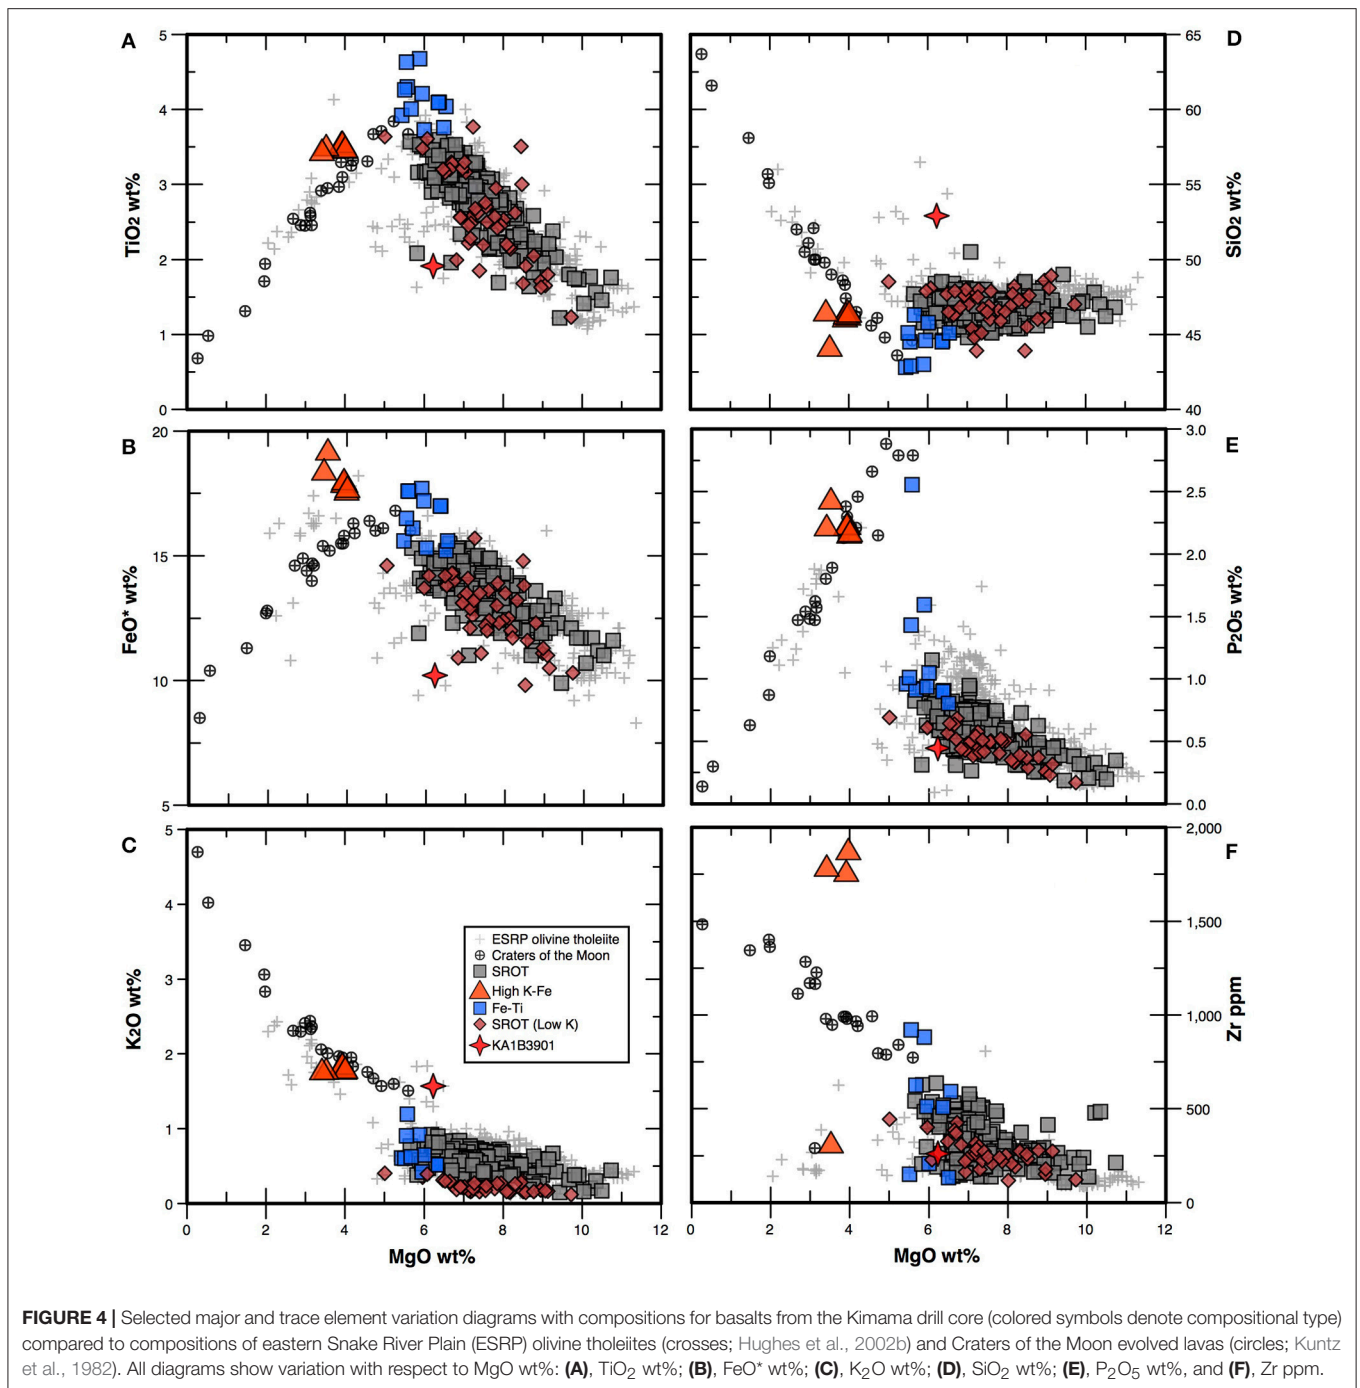 A
5
4
3
2
1
0
TiO2 wt%
D
65
60
55
50
45
40
SiO2 wt%
B
20
15
10
5
FeO* wt%
E
3.0
2.5
2.0
1.5
1.0
0.5
0.0
P2O5 wt%
C
5
4
3
2
1
0
K2O wt%
ESRP olivine tholeiite
Craters of the Moon
SROT
High K-Fe
Fe-Ti
SROT (Low K)
KA1B3901
0 2 4 6 8 10 12
MgO wt%
F
2,000
1,500
1,000
500
0
Zr ppm
0 2 4 6 8 10 12
MgO wt%
FIGURE 4 | Selected major and trace element variation diagrams with compositions for basalts from the Kimama drill core (colored symbols denote compositional type)
compared to compositions of eastern Snake River Plain (ESRP) olivine tholeiites (crosses; Hughes et al., 2002b) and Craters of the Moon evolved lavas (circles; Kuntz
et al., 1982). All diagrams show variation with respect to MgO wt%: (A), TiO2 wt%; (B), FeO* wt%; (C), K2O wt%; (D), SiO2 wt%; (E), P2O5 wt%, and (F), Zr ppm.